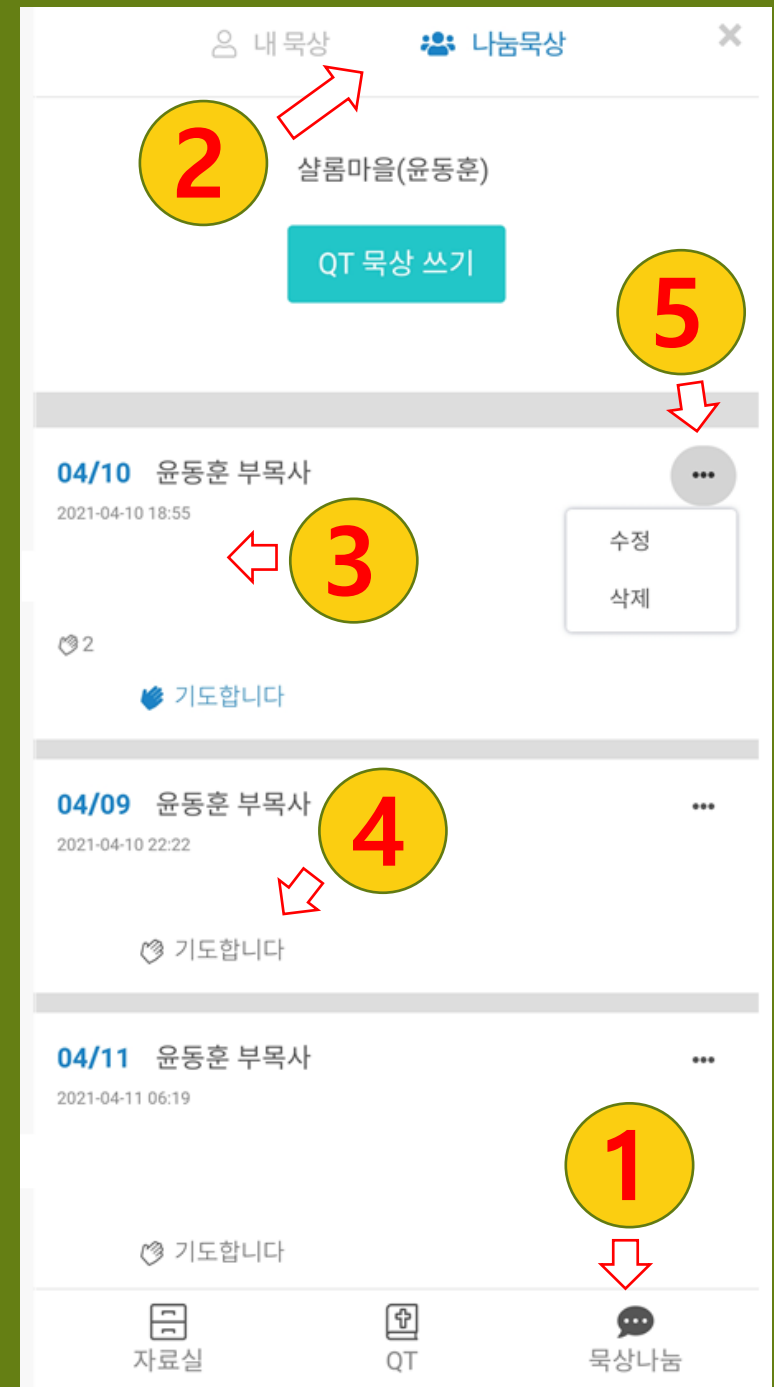 내 묵상 나눔묵상 ×
2
샬롬마을(윤동훈)
QT 묵상 쓰기
5
04/10 윤동훈 부목사 •••
2021-04-10 18:55
수정
3
삭제
2
기도합니다
04/09 윤동훈 부목사 •••
4
2021-04-10 22:22
기도합니다
04/11 윤동훈 부목사 •••
2021-04-11 06:19
1
기도합니다
자료실 QT 묵상나눔